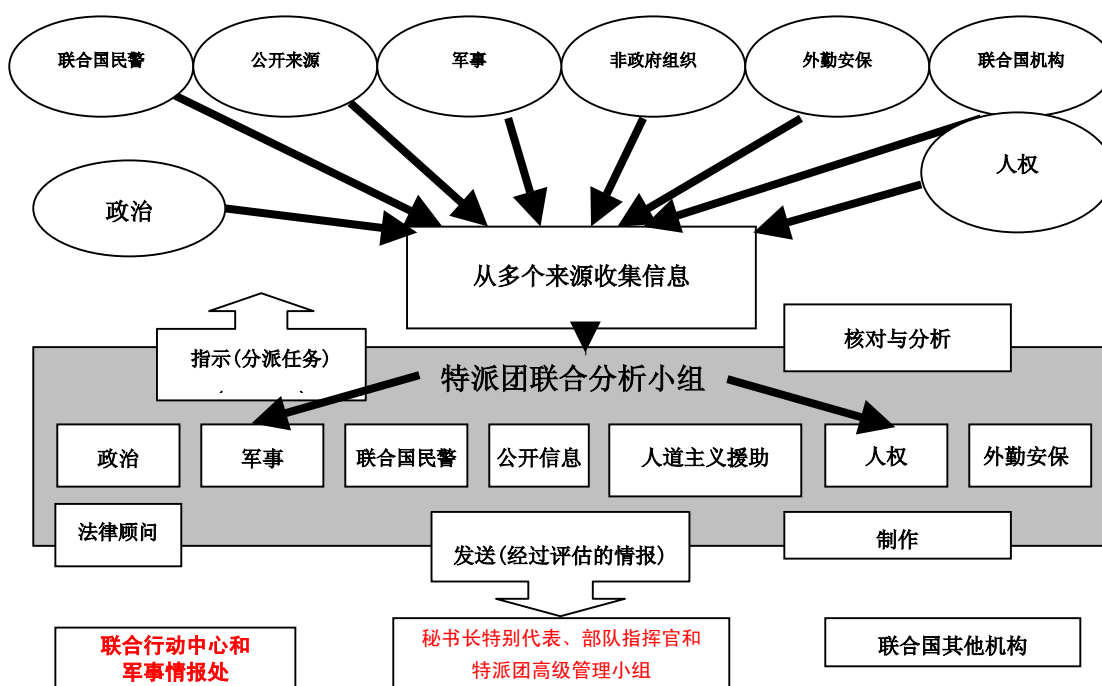 联合国民警
公开来源
军事
非政府组织
外勤安保
联合国机构
人权
政治
从多个来源收集信息
核对与分析
指示(分派任务)
特派团联合分析小组
政治
军事
联合国民警
公开信息
人道主义援助
人权
外勤安保
法律顾问
发送(经过评估的情报)
制作
联合行动中心和
军事情报处
秘书长特别代表、部队指挥官和
特派团高级管理小组
联合国其他机构